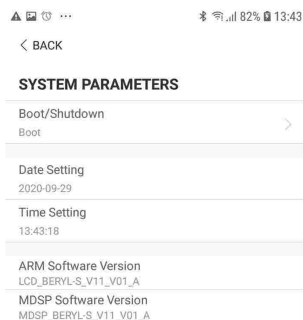 82% 13:43
BACK
SYSTEM PARAMETERS
Boot/Shutdown
Boot
Date Setting
2020-09-29
Time Setting
13:43:18
ARM Software Version
LCD_BERYL-S_V11_V01_A
MDSP Software Version
MDSP_BERYL-S_V11_V01_A